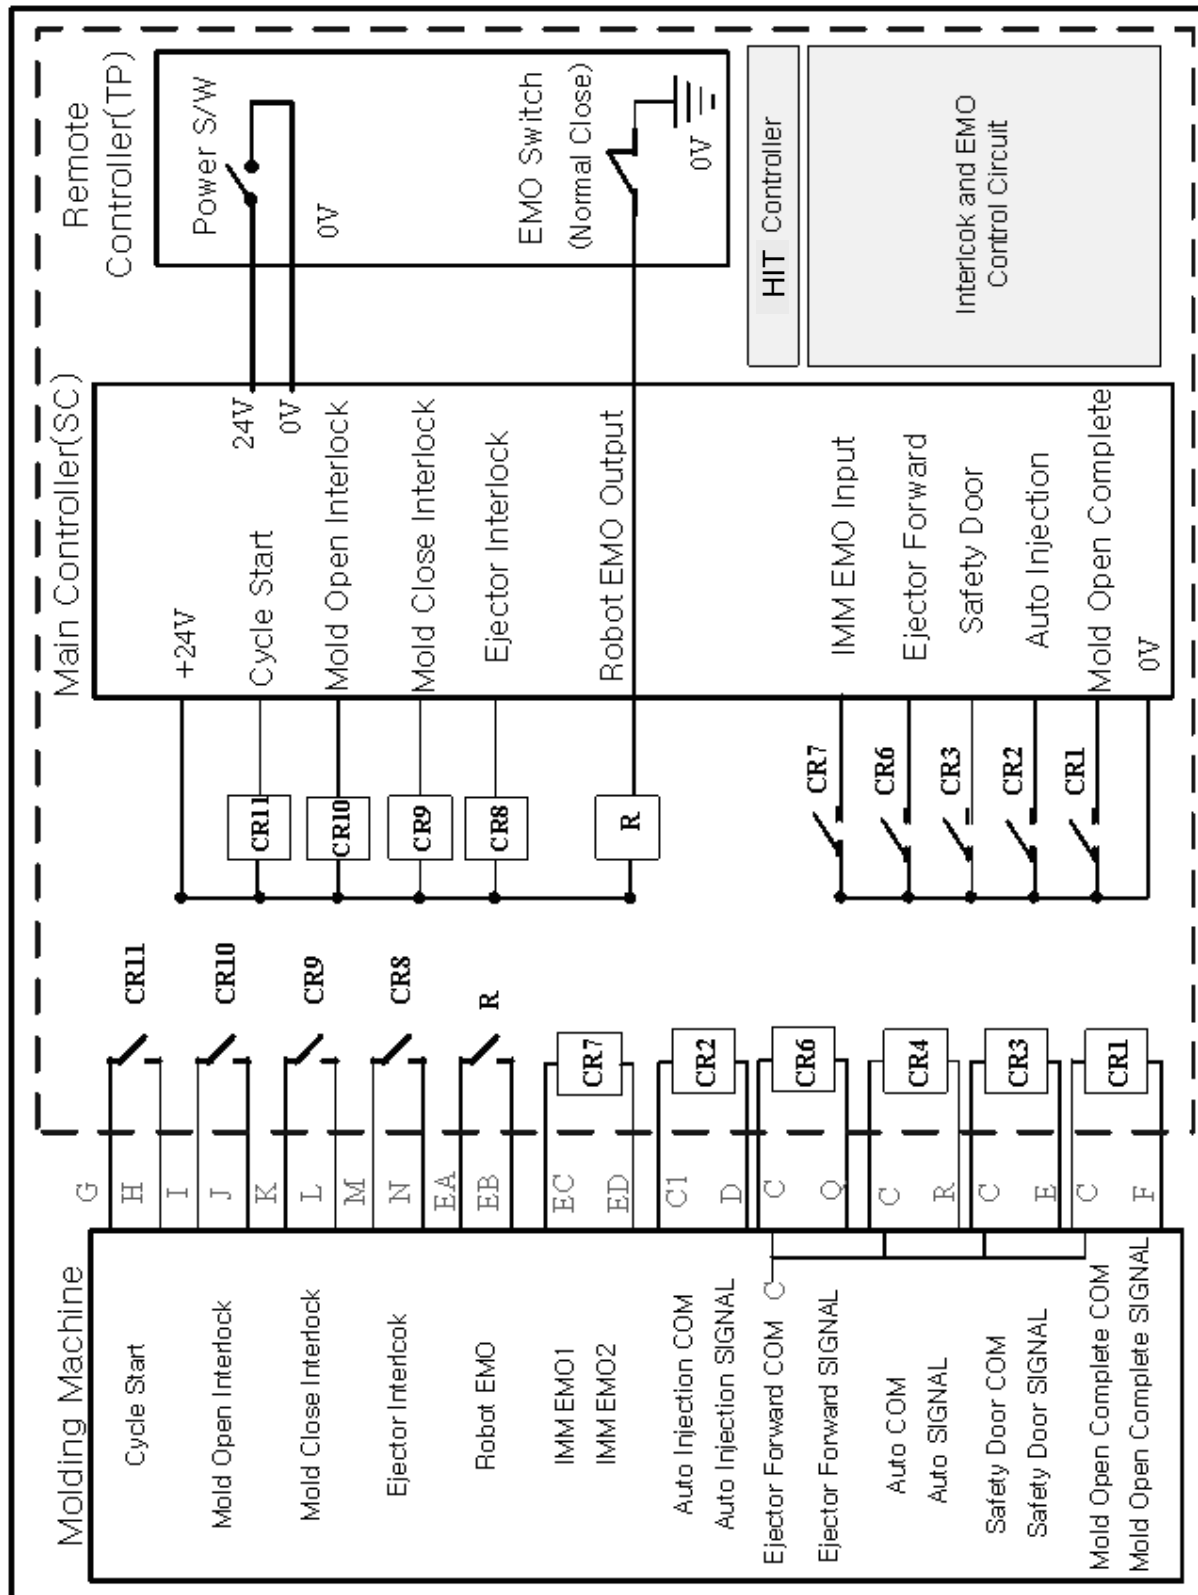 Remote
Controller(TP)
Power S/W
0V
EMO Switch
(Normal Close)
0V
HIT Controller
Interlcok and EMO
Control Circuit
Main Controller(SC)
+24V
24V
0V
Cycle Start
Mold Open Interlock
Mold Close Interlock
Ejector Interlock
Robot EMO Output
IMM EMO Input
Ejector Forward
Safety Door
Auto Injection
Mold Open Complete
0V
CR11
CR10
CR9
CR8
R
CR7
CR6
CR3
CR2
CR1
CR11
CR10
CR9
CR8
R
CR7
CR2
CR6
CR4
CR3
CR1
G
H
I
J
K
L
M
N
EA
EB
EC
ED
C1
D
C
Q
C
R
C
E
C
F
Molding Machine
Cycle Start
Mold Open Interlock
Mold Close Interlock
Ejector Interlcok
Robot EMO
IMM EMO1
IMM EMO2
Auto Injection COM
Auto Injection SIGNAL
Ejector Forward COM C
Ejector Forward SIGNAL
Auto COM
Auto SIGNAL
Safety Door COM
Safety Door SIGNAL
Mold Open Complete COM
Mold Open Complete SIGNAL